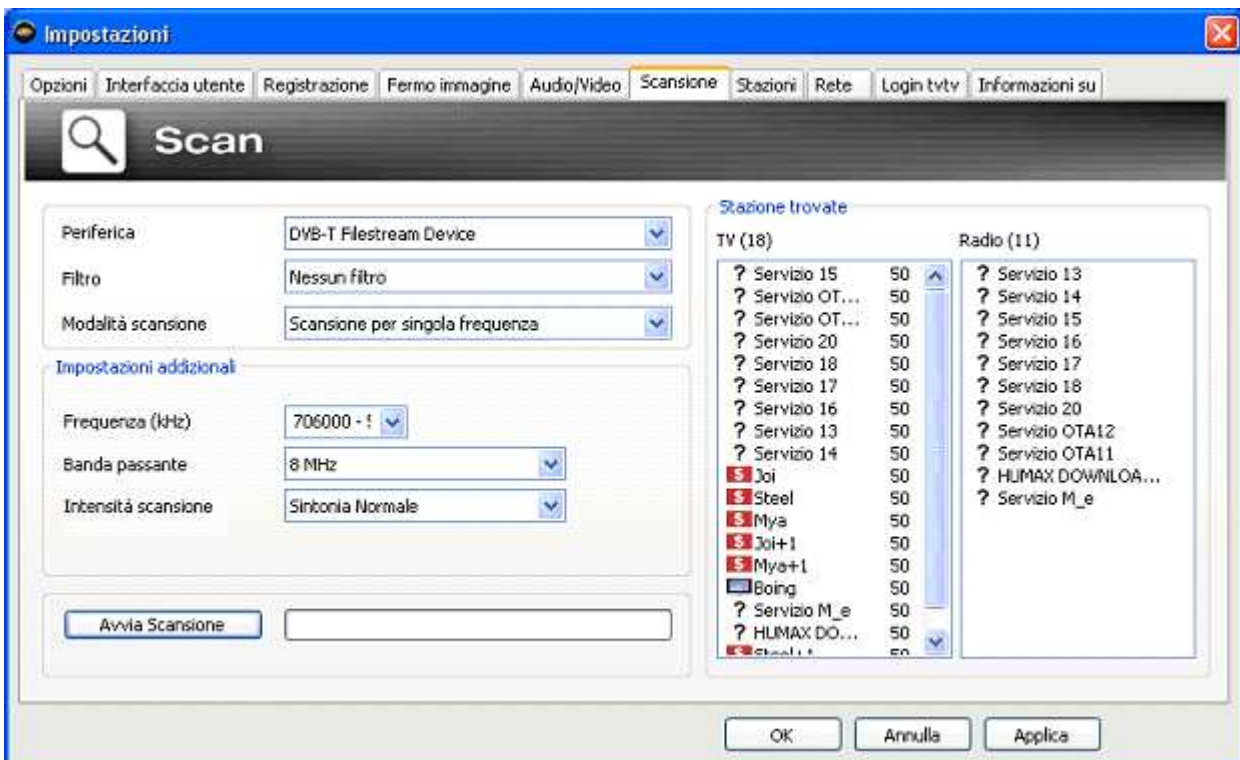 Impostazioni
Opzioni Interfaccia utente Registrazione Fermo immagine Audio/Video Scansione Stazioni Rete Login tvtv Informazioni su
Scan
Periferica DVB-T Filestream Device
Filtro Nessun filtro
Modalità scansione Scansione per singola frequenza
Impostazioni addizionali
Frequenza (kHz) 706000 - 5
Banda passante 8 MHz
Intensità scansione Sintonia Normale
Avvia Scansione
Stazione trovate
TV (18)
? Servizio 15 50
? Servizio OT... 50
? Servizio OT... 50
? Servizio 20 50
? Servizio 18 50
? Servizio 17 50
? Servizio 16 50
? Servizio 13 50
? Servizio 14 50
$ Joi 50
$ Steel 50
$ Mya 50
$ Joi+1 50
$ Mya+1 50
Boing 50
? Servizio M_e 50
? HUMAX DO... 50
$ Steel+1 50
Radio (11)
? Servizio 13
? Servizio 14
? Servizio 15
? Servizio 16
? Servizio 17
? Servizio 18
? Servizio 20
? Servizio OTA12
? Servizio OTA11
? HUMAX DOWNLOA...
? Servizio M_e
OK Annulla Applica